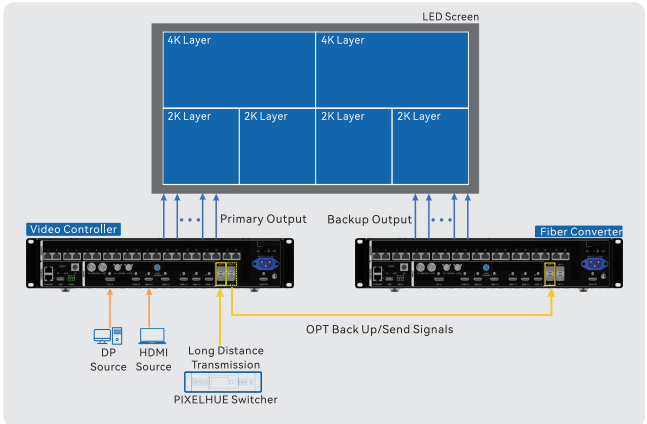 LED Screen
4K Layer
4K Layer
2K Layer
2K Layer
2K Layer
2K Layer
Primary Output
Backup Output
Video Controller
Fiber Converter
OPT Back Up/Send Signals
DP
Source
HDMI
Source
Long Distance
Transmission
PIXELHUE Switcher